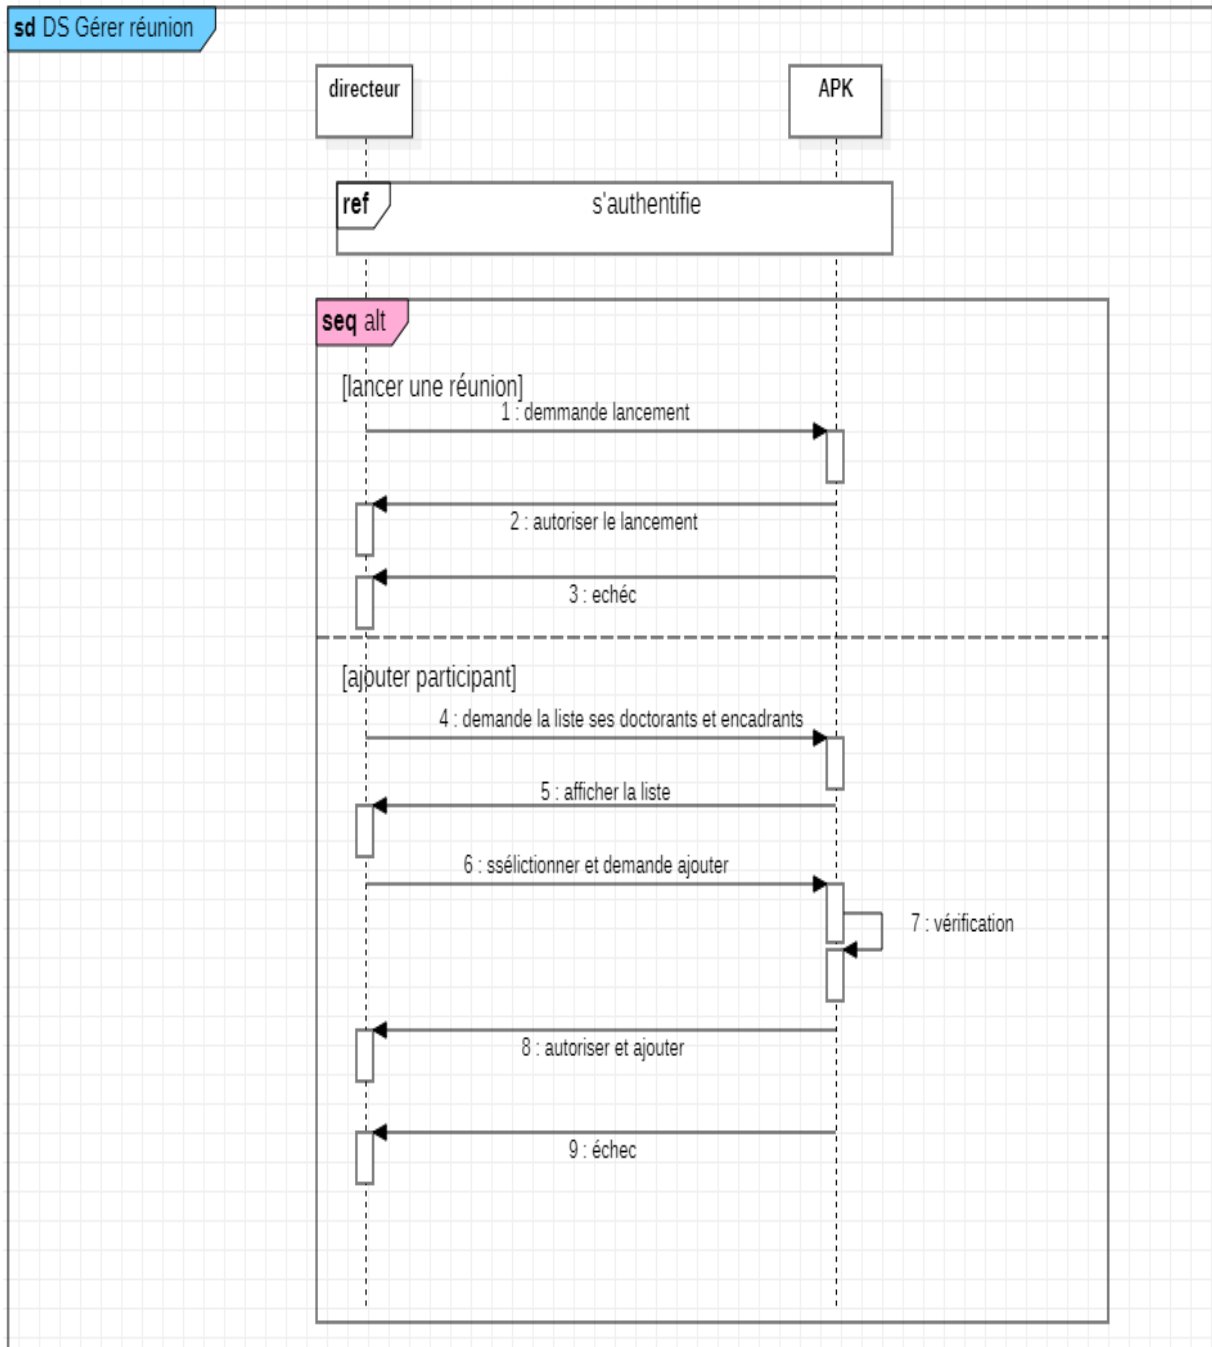 sd DS Gérer réunion
directeur
APK
ref
s'authentifie
seq alt
[lancer une réunion]
1 : demmande lancement
2 : autoriser le lancement
3 : echéc
[ajouter participant]
4 : demande la liste ses doctorants et encadrants
5 : afficher la liste
6 : ssélictionner et demande ajouter
7 : vérification
8 : autoriser et ajouter
9 : échec